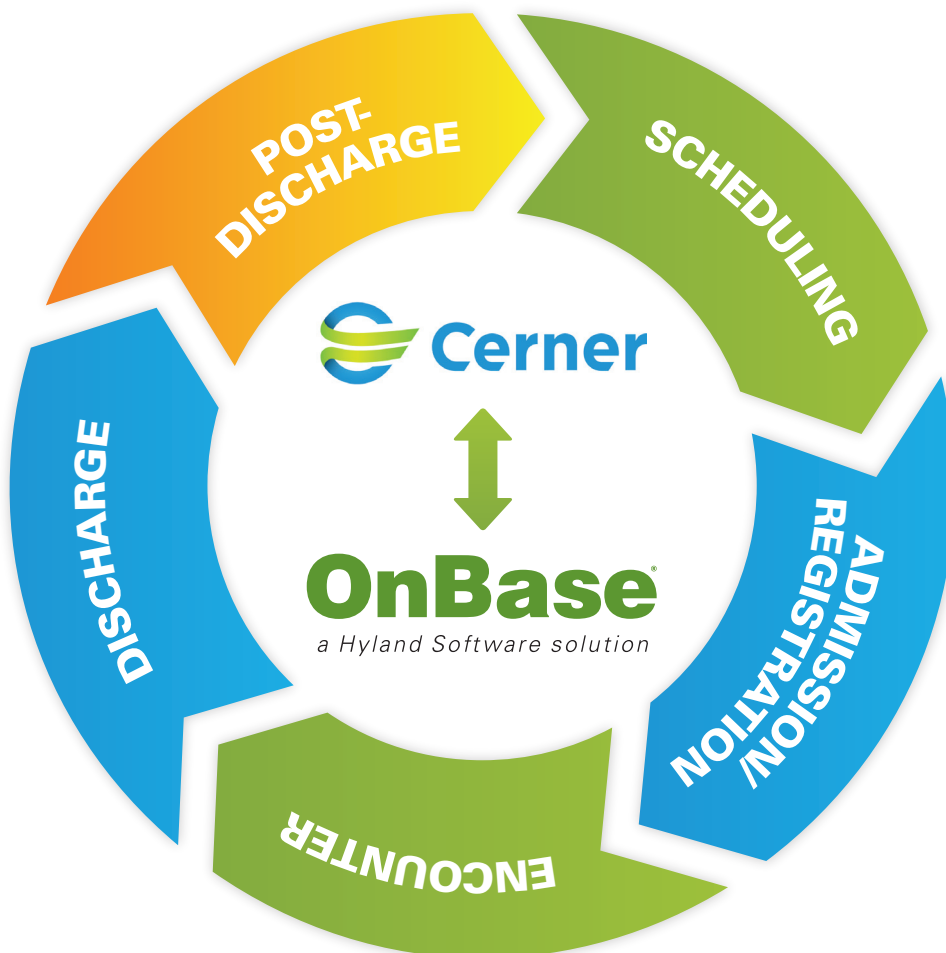 POST-
DISCHARGE
SCHEDULING
ADMISSION/
REGISTRATION
ENCOUNTER
DISCHARGE
Cerner
OnBase®
a Hyland Software solution